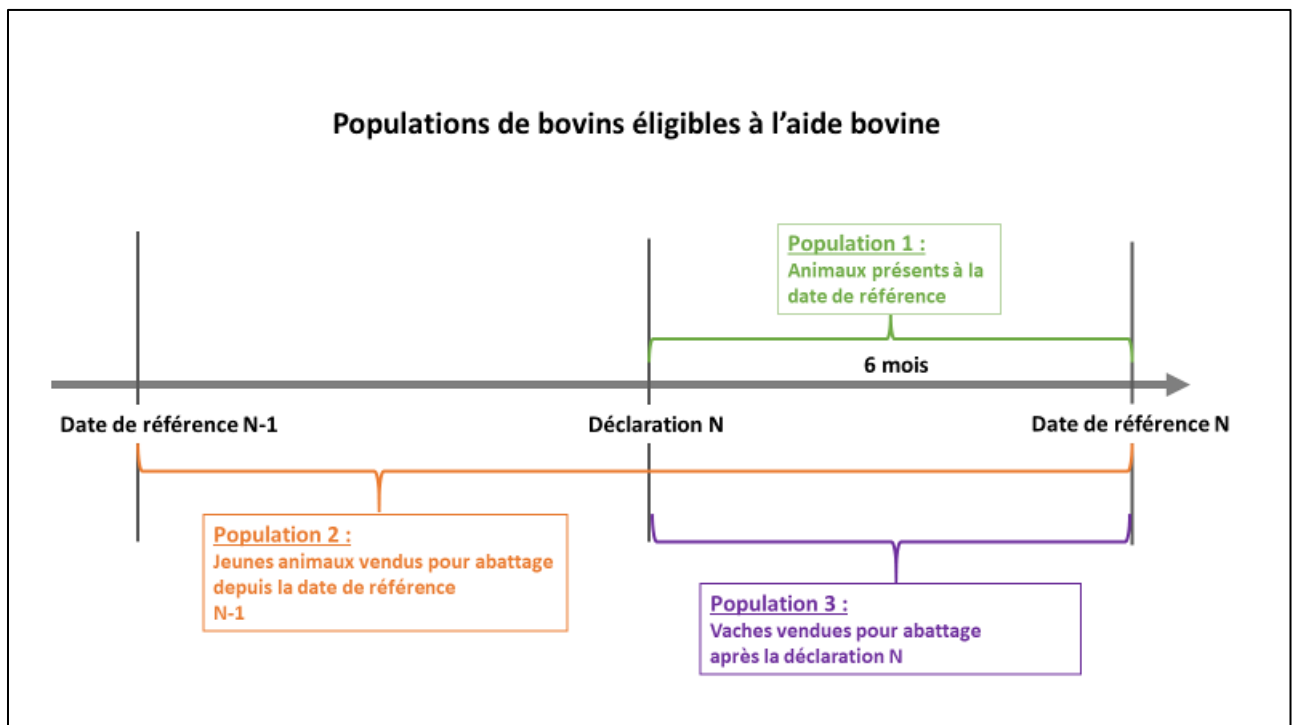 Populations de bovins éligibles à l'aide bovine
Population 1 :
Animaux présents à la
date de référence
6 mois
Date de référence N-1
Déclaration N
Date de référence N
Population 2 :
Jeunes animaux vendus pour abattage
depuis la date de référence
N-1
Population 3 :
Vaches vendues pour abattage
après la déclaration N